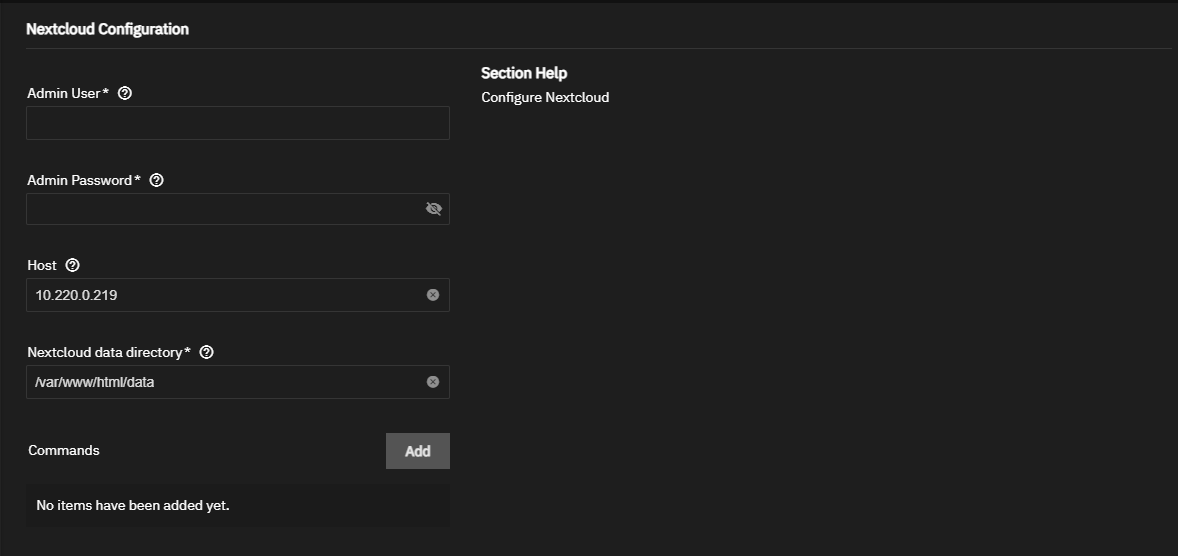 Nextcloud Configuration
Admin User*
Admin Password*
Host
10.220.0.219
Nextcloud data directory*
/var/www/html/data
Commands
Add
No items have been added yet.
Section Help
Configure Nextcloud